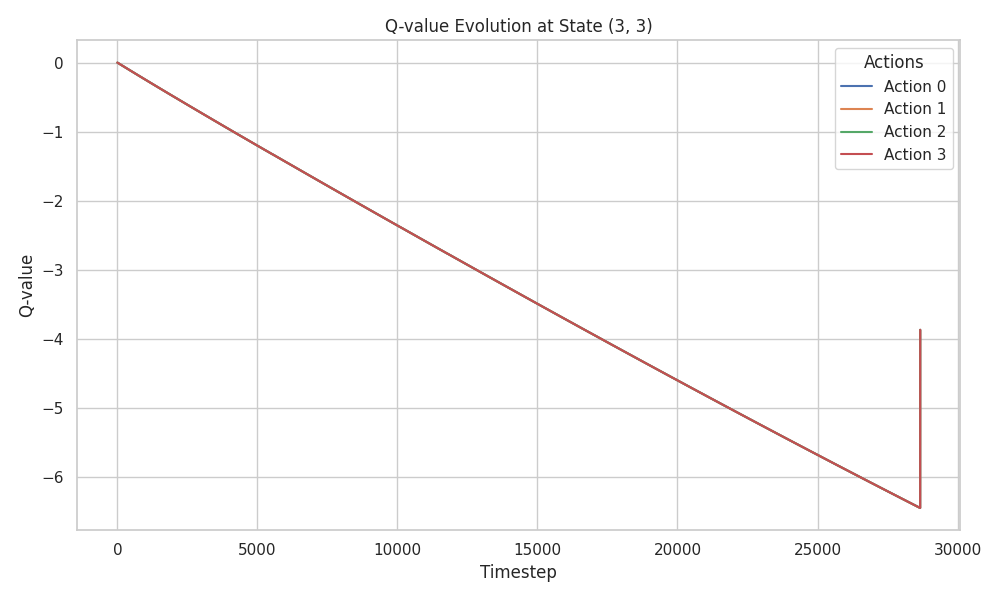 Q-value Evolution at State (3, 3)
Actions
Action 0
Action 1
Action 2
Action 3
Q-value
0
−1
−2
−3
−4
−5
−6
0 5000 10000 15000 20000 25000 30000
Timestep